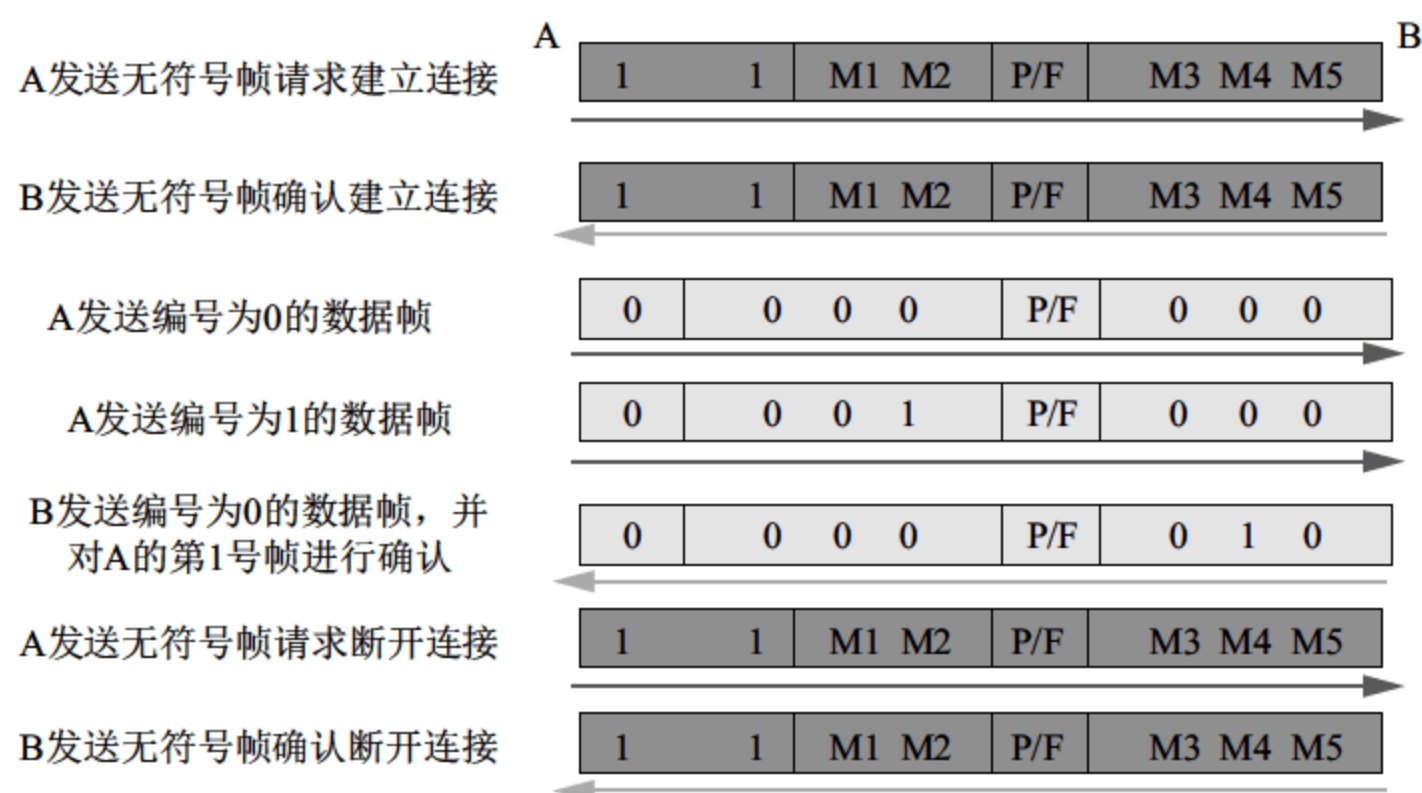 A B
A发送无符号帧请求建立连接 1 1 M1 M2 P/F M3 M4 M5
B发送无符号帧确认建立连接 1 1 M1 M2 P/F M3 M4 M5
A发送编号为0的数据帧 0 0 0 0 P/F 0 0 0
A发送编号为1的数据帧 0 0 0 1 P/F 0 0 0
B发送编号为0的数据帧，并
对A的第1号帧进行确认 0 0 0 0 P/F 0 1 0
A发送无符号帧请求断开连接 1 1 M1 M2 P/F M3 M4 M5
B发送无符号帧确认断开连接 1 1 M1 M2 P/F M3 M4 M5